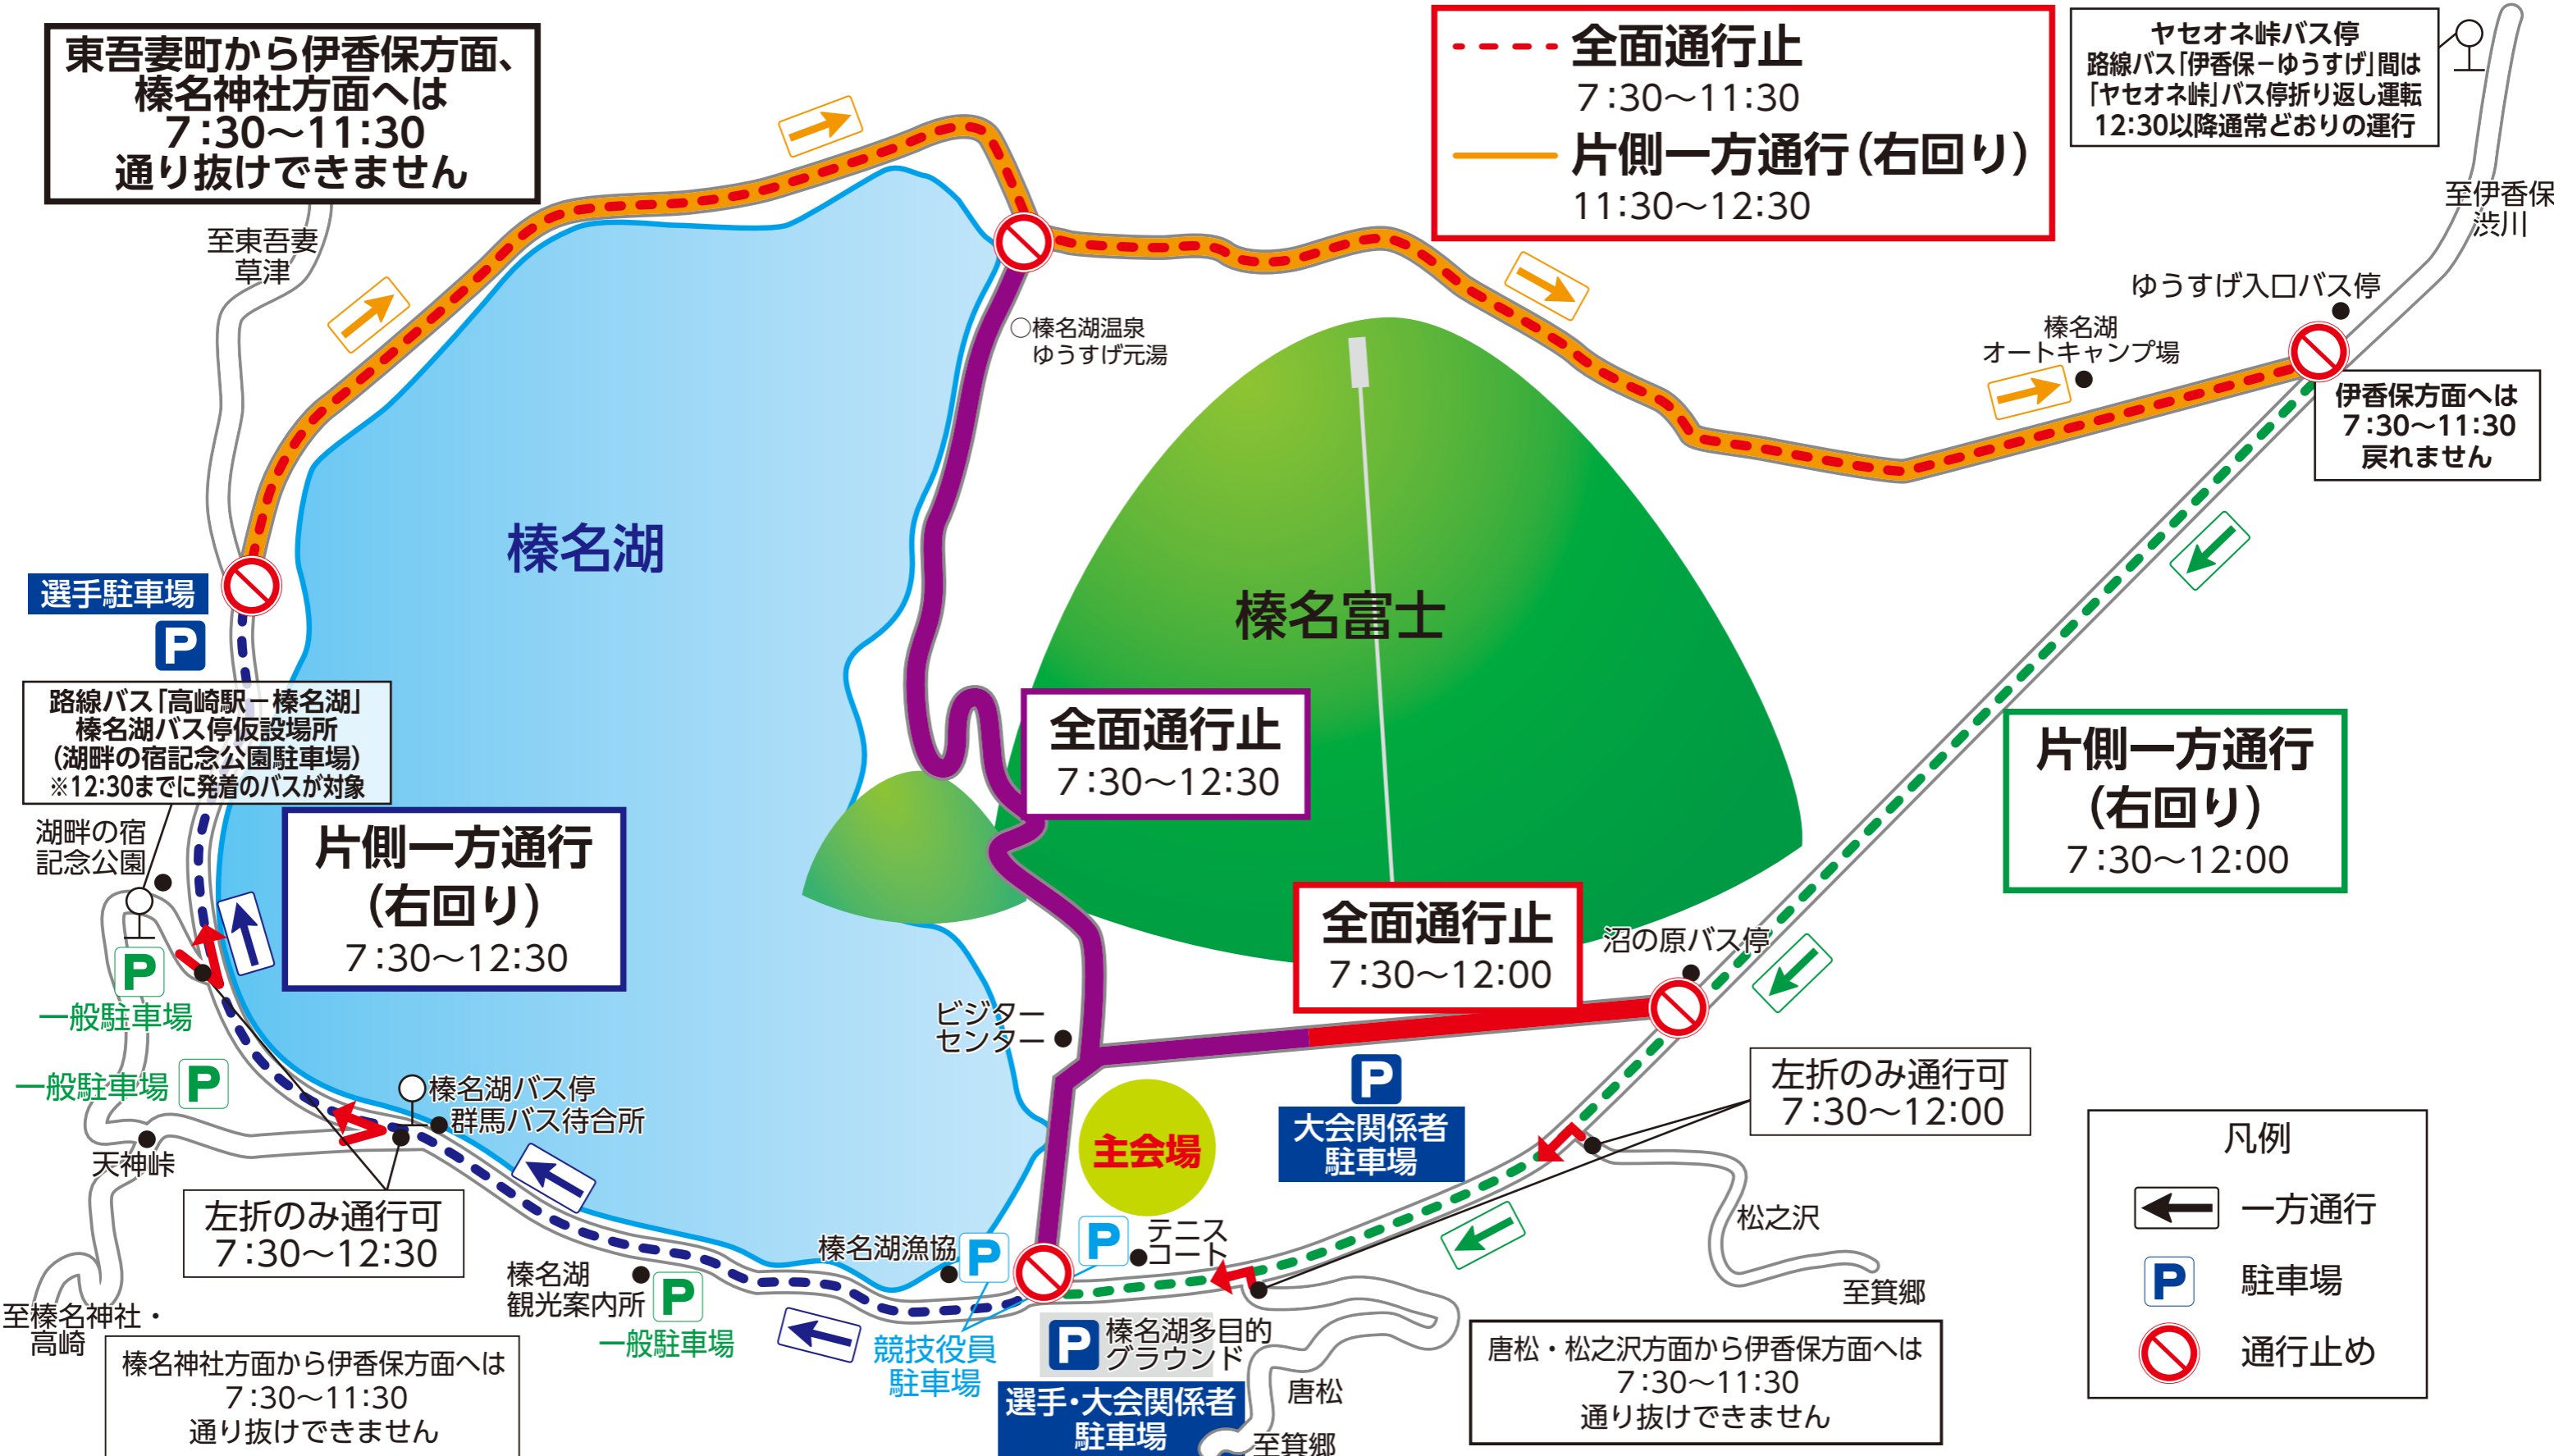 東吾妻町から伊香保方面、
榛名神社方面へは
7:30～11:30
通り抜けできません
全面通行止
7:30～11:30
片側一方通行(右回り)
11:30～12:30
ヤセオネ峠バス停
路線バス「伊香保－ゆうすげ」間は
「ヤセオネ峠」バス停折り返し運転
12:30以降通常どおりの運行
至伊香保
渋川
至東吾妻
草津
ゆうすげ入口バス停
榛名湖
オートキャンプ場
○榛名湖温泉
ゆうすげ元湯
伊香保方面へは
7:30～11:30
戻れません
榛名湖
榛名富士
選手駐車場
P
路線バス「高崎駅－榛名湖」
榛名湖バス停仮設場所
(湖畔の宿記念公園駐車場)
※12:30までに発着のバスが対象
全面通行止
7:30～12:30
片側一方通行
(右回り)
7:30～12:00
湖畔の宿
記念公園
片側一方通行
(右回り)
7:30～12:30
全面通行止
7:30～12:00
沼の原バス停
P
一般駐車場
ビジター
センター
一般駐車場 P
榛名湖バス停
群馬バス待合所
天神峠
P
大会関係者
駐車場
主会場
左折のみ通行可
7:30～12:00
左折のみ通行可
7:30～12:30
松之沢
至箕郷
榛名湖漁協 P
P テニス
コート
榛名湖
観光案内所 P
一般駐車場
至榛名神社・
高崎
競技役員
駐車場
P 榛名湖多目的
グラウンド
選手・大会関係者
駐車場
唐松
至箕郷
榛名神社方面から伊香保方面へは
7:30～11:30
通り抜けできません
唐松・松之沢方面から伊香保方面へは
7:30～11:30
通り抜けできません
凡例
一方通行
P 駐車場
通行止め